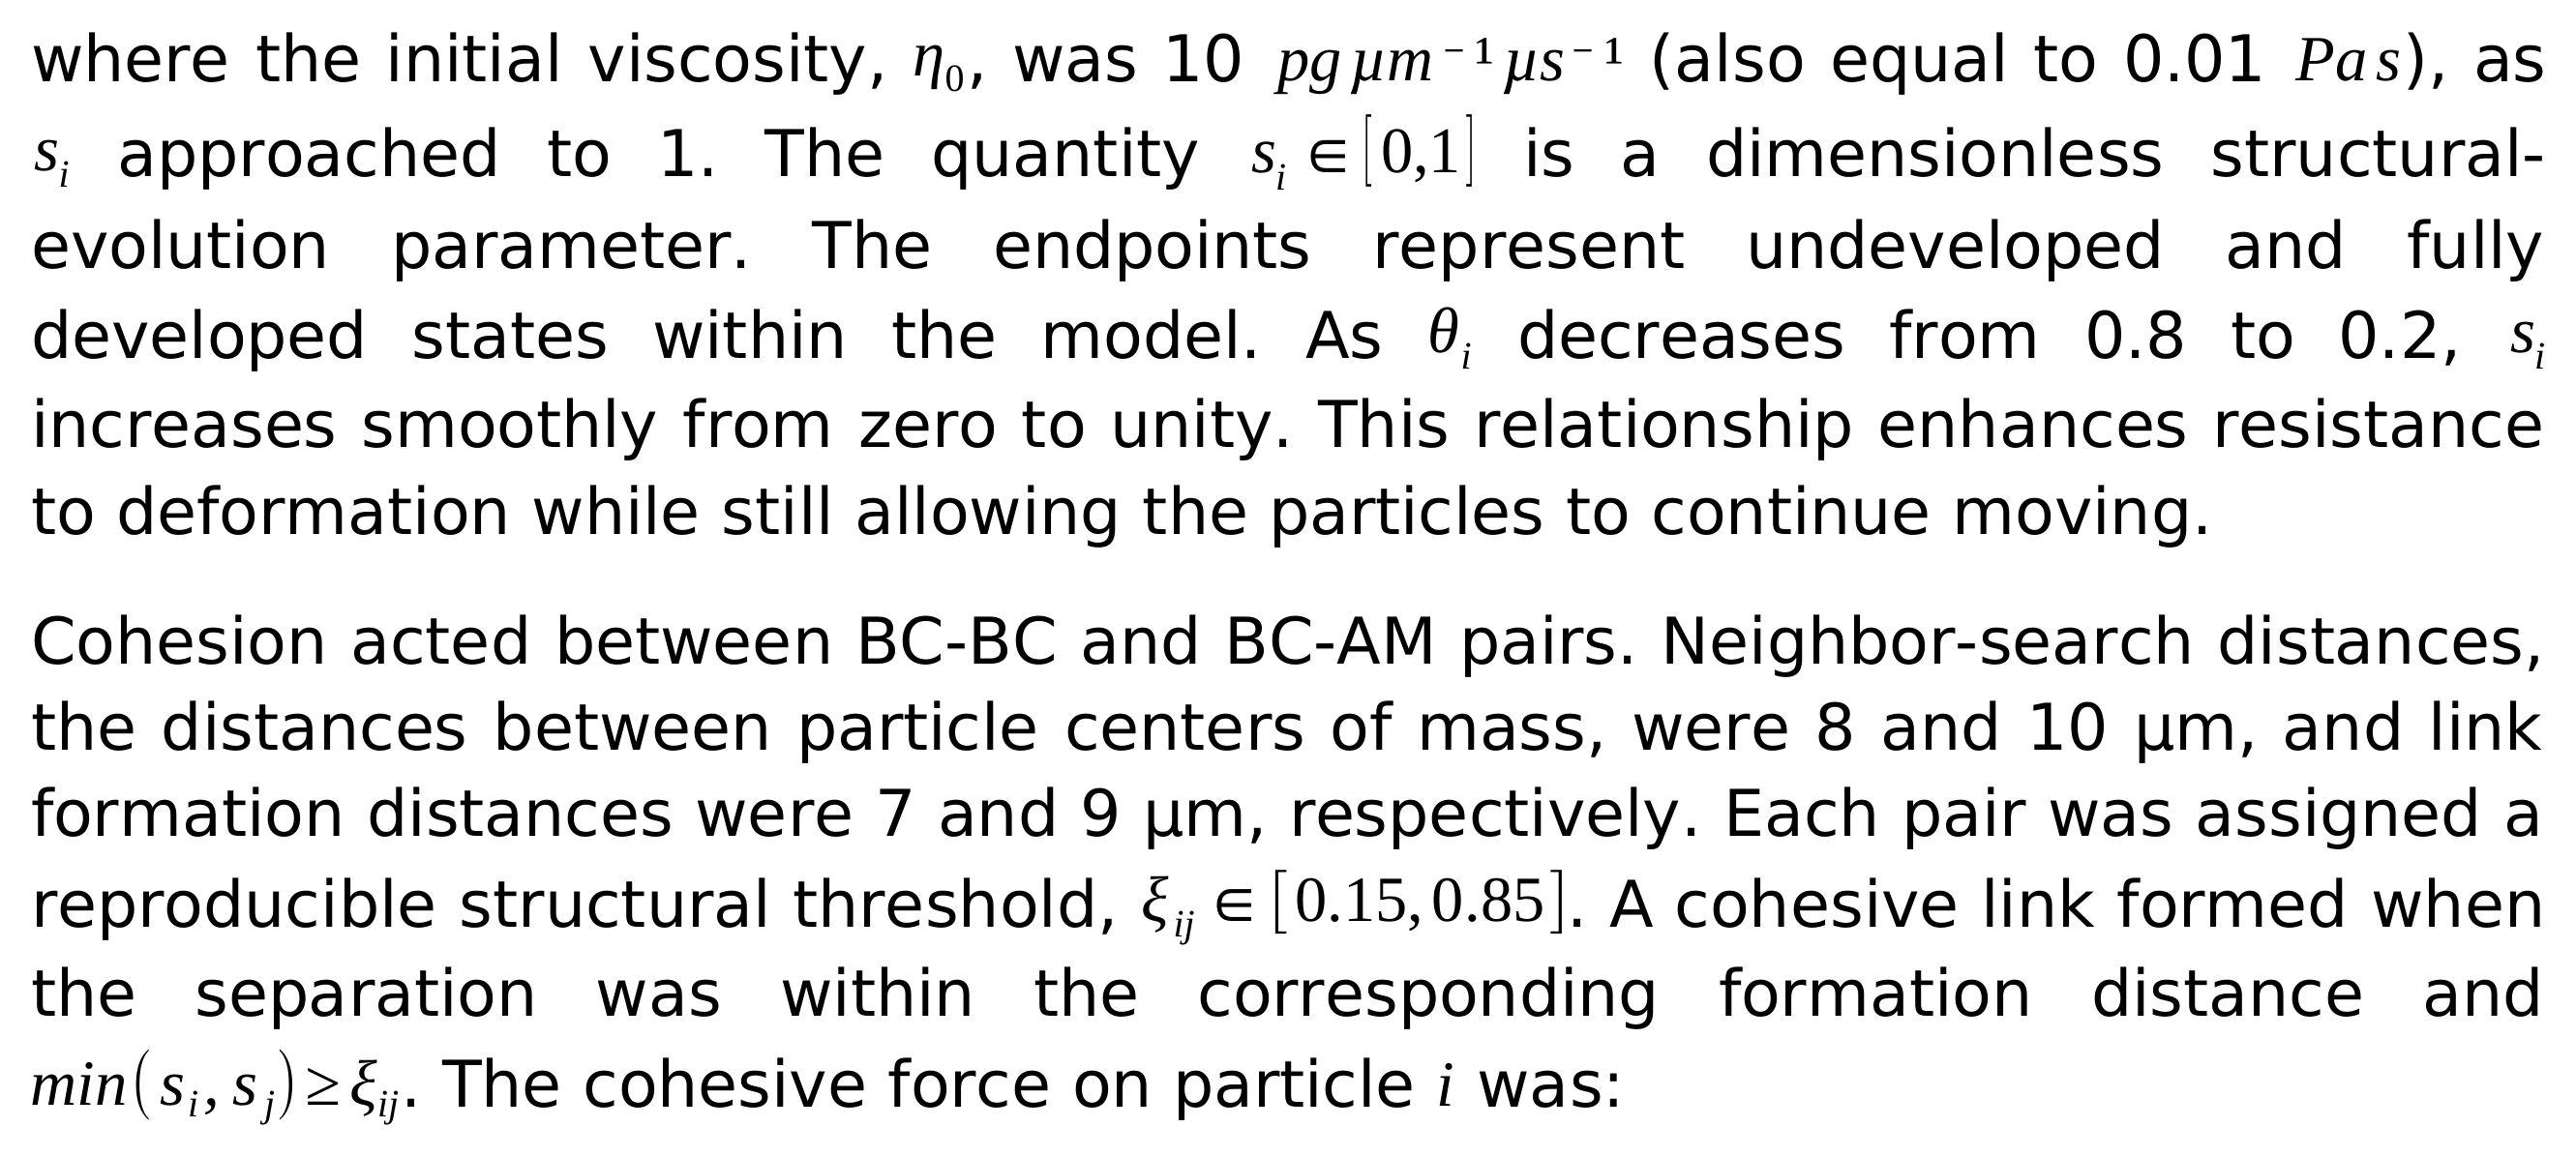 where the initial viscosity, η₀, was 10 pg µm⁻¹ µs⁻¹ (also equal to 0.01 Pa s), as
sᵢ approached to 1. The quantity sᵢ ∈ [0,1] is a dimensionless structural-
evolution parameter. The endpoints represent undeveloped and fully
developed states within the model. As θᵢ decreases from 0.8 to 0.2, sᵢ
increases smoothly from zero to unity. This relationship enhances resistance
to deformation while still allowing the particles to continue moving.
Cohesion acted between BC-BC and BC-AM pairs. Neighbor-search distances,
the distances between particle centers of mass, were 8 and 10 µm, and link
formation distances were 7 and 9 µm, respectively. Each pair was assigned a
reproducible structural threshold, ξᵢⱼ ∈ [0.15, 0.85]. A cohesive link formed when
the separation was within the corresponding formation distance and
min(sᵢ, sⱼ) ≥ ξᵢⱼ. The cohesive force on particle i was: